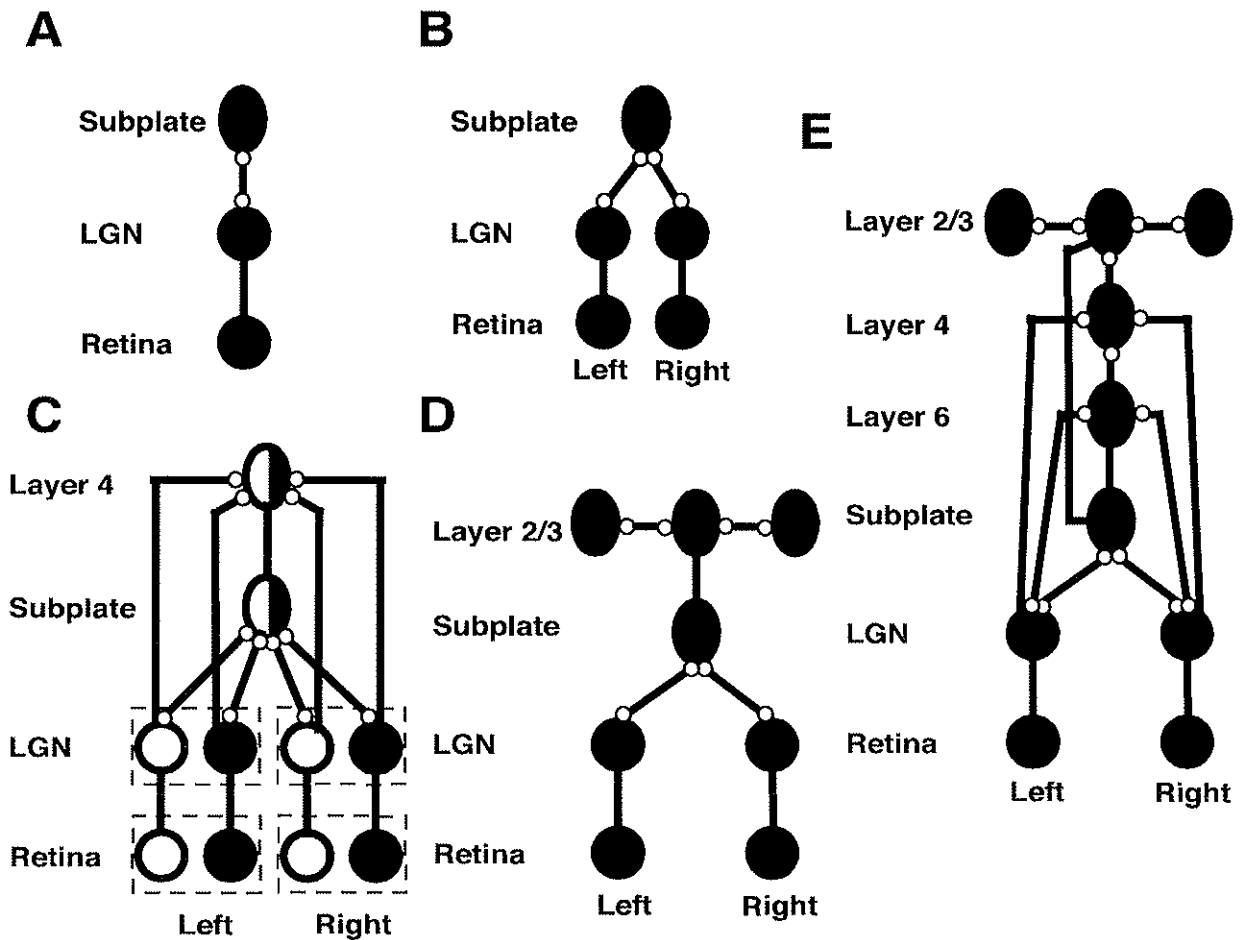 A
Subplate
LGN
Retina
B
Subplate
LGN
Retina
Left Right
C
Layer 4
Subplate
LGN
Retina
Left Right
D
Layer 2/3
Subplate
LGN
Retina
Left Right
E
Layer 2/3
Layer 4
Layer 6
Subplate
LGN
Retina
Left Right